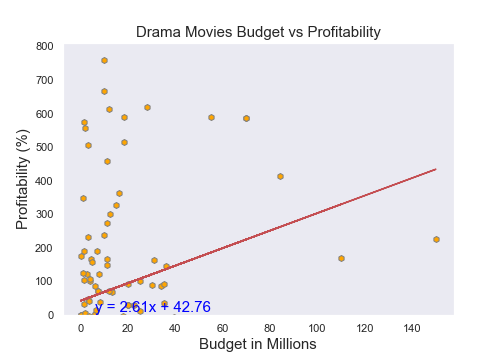 Drama Movies Budget vs Profitability
800
700
600
500
400
300
200
100
0
Profitability (%)
y = 2.61x + 42.76
0 20 40 60 80 100 120 140
Budget in Millions